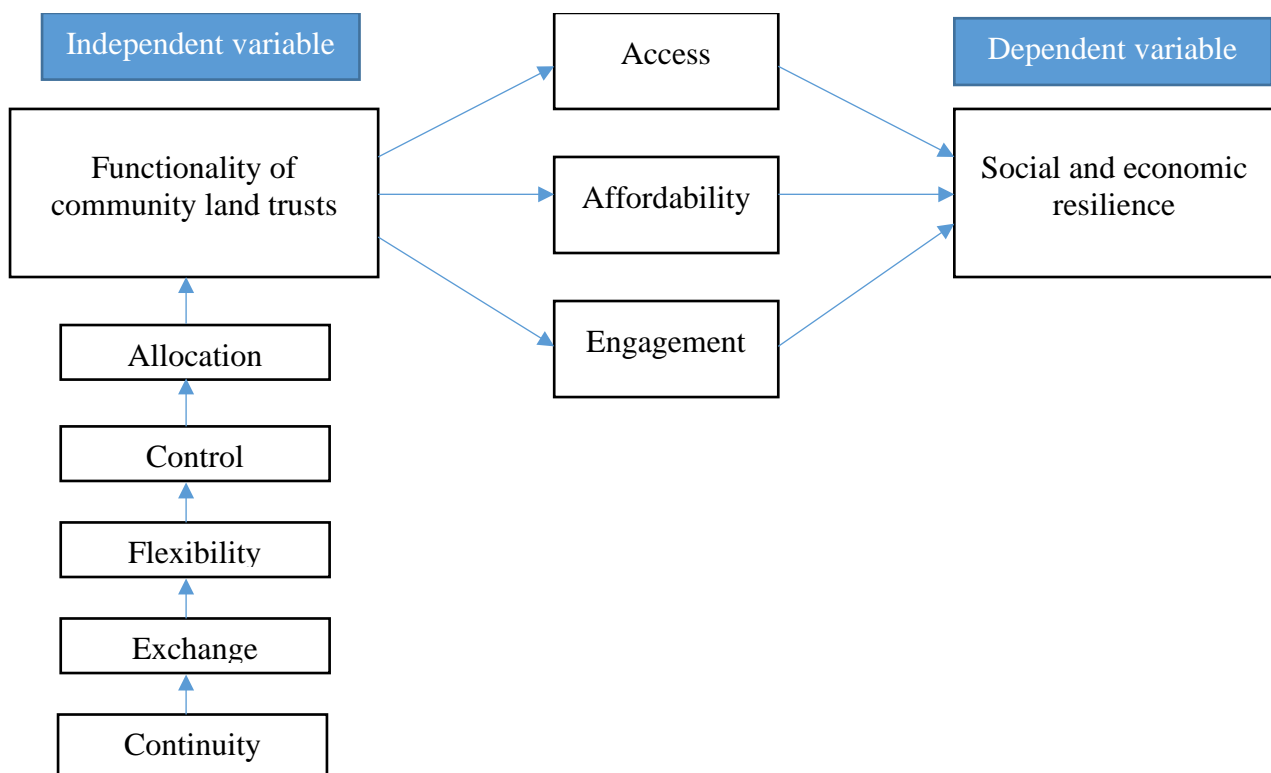 Independent variable
Access
Dependent variable
Functionality of
community land trusts
Affordability
Social and economic
resilience
Engagement
Allocation
Control
Flexibility
Exchange
Continuity